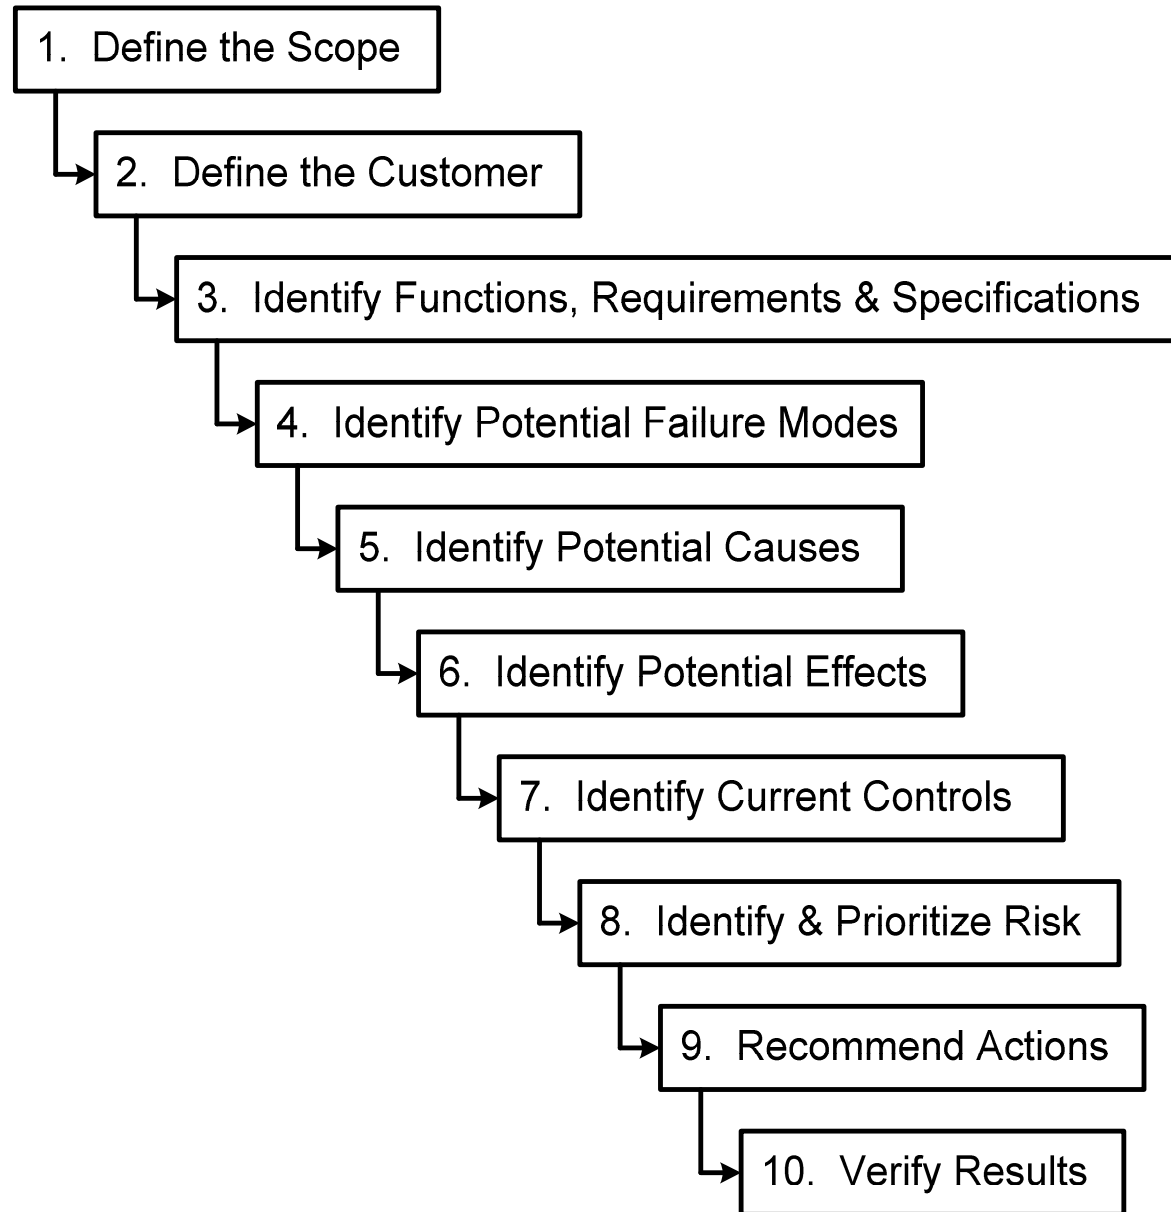 1. Define the Scope
2. Define the Customer
3. Identify Functions, Requirements & Specifications
4. Identify Potential Failure Modes
5. Identify Potential Causes
6. Identify Potential Effects
7. Identify Current Controls
8. Identify & Prioritize Risk
9. Recommend Actions
10. Verify Results